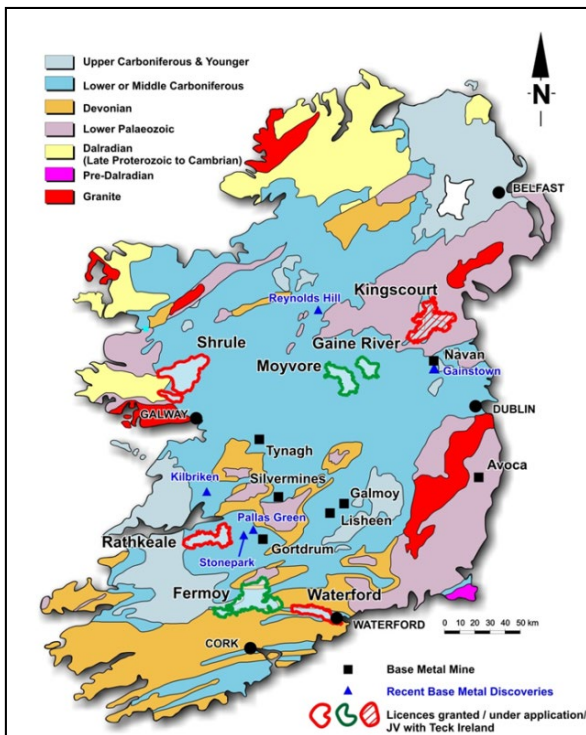 Upper Carboniferous & Younger
Lower or Middle Carboniferous
Devonian
Lower Palaeozoic
Dalradian
(Late Proterozoic to Cambrian)
Pre-Dalradian
Granite
N
BELFAST
Kingscourt
Reynolds Hill
Shrule
Gaine River
Moyvore
Navan
Gainstown
DUBLIN
GALWAY
Tynagh
Avoca
Kilbriken
Silvermines
Galmoy
Pallas Green
Lisheen
Rathkeale
Gortdrum
Stonepark
Fermoy
Waterford
WATERFORD
0 10 20 30 40 50 km
CORK
Base Metal Mine
Recent Base Metal Discoveries
Licences granted / under application/
JV with Teck Ireland